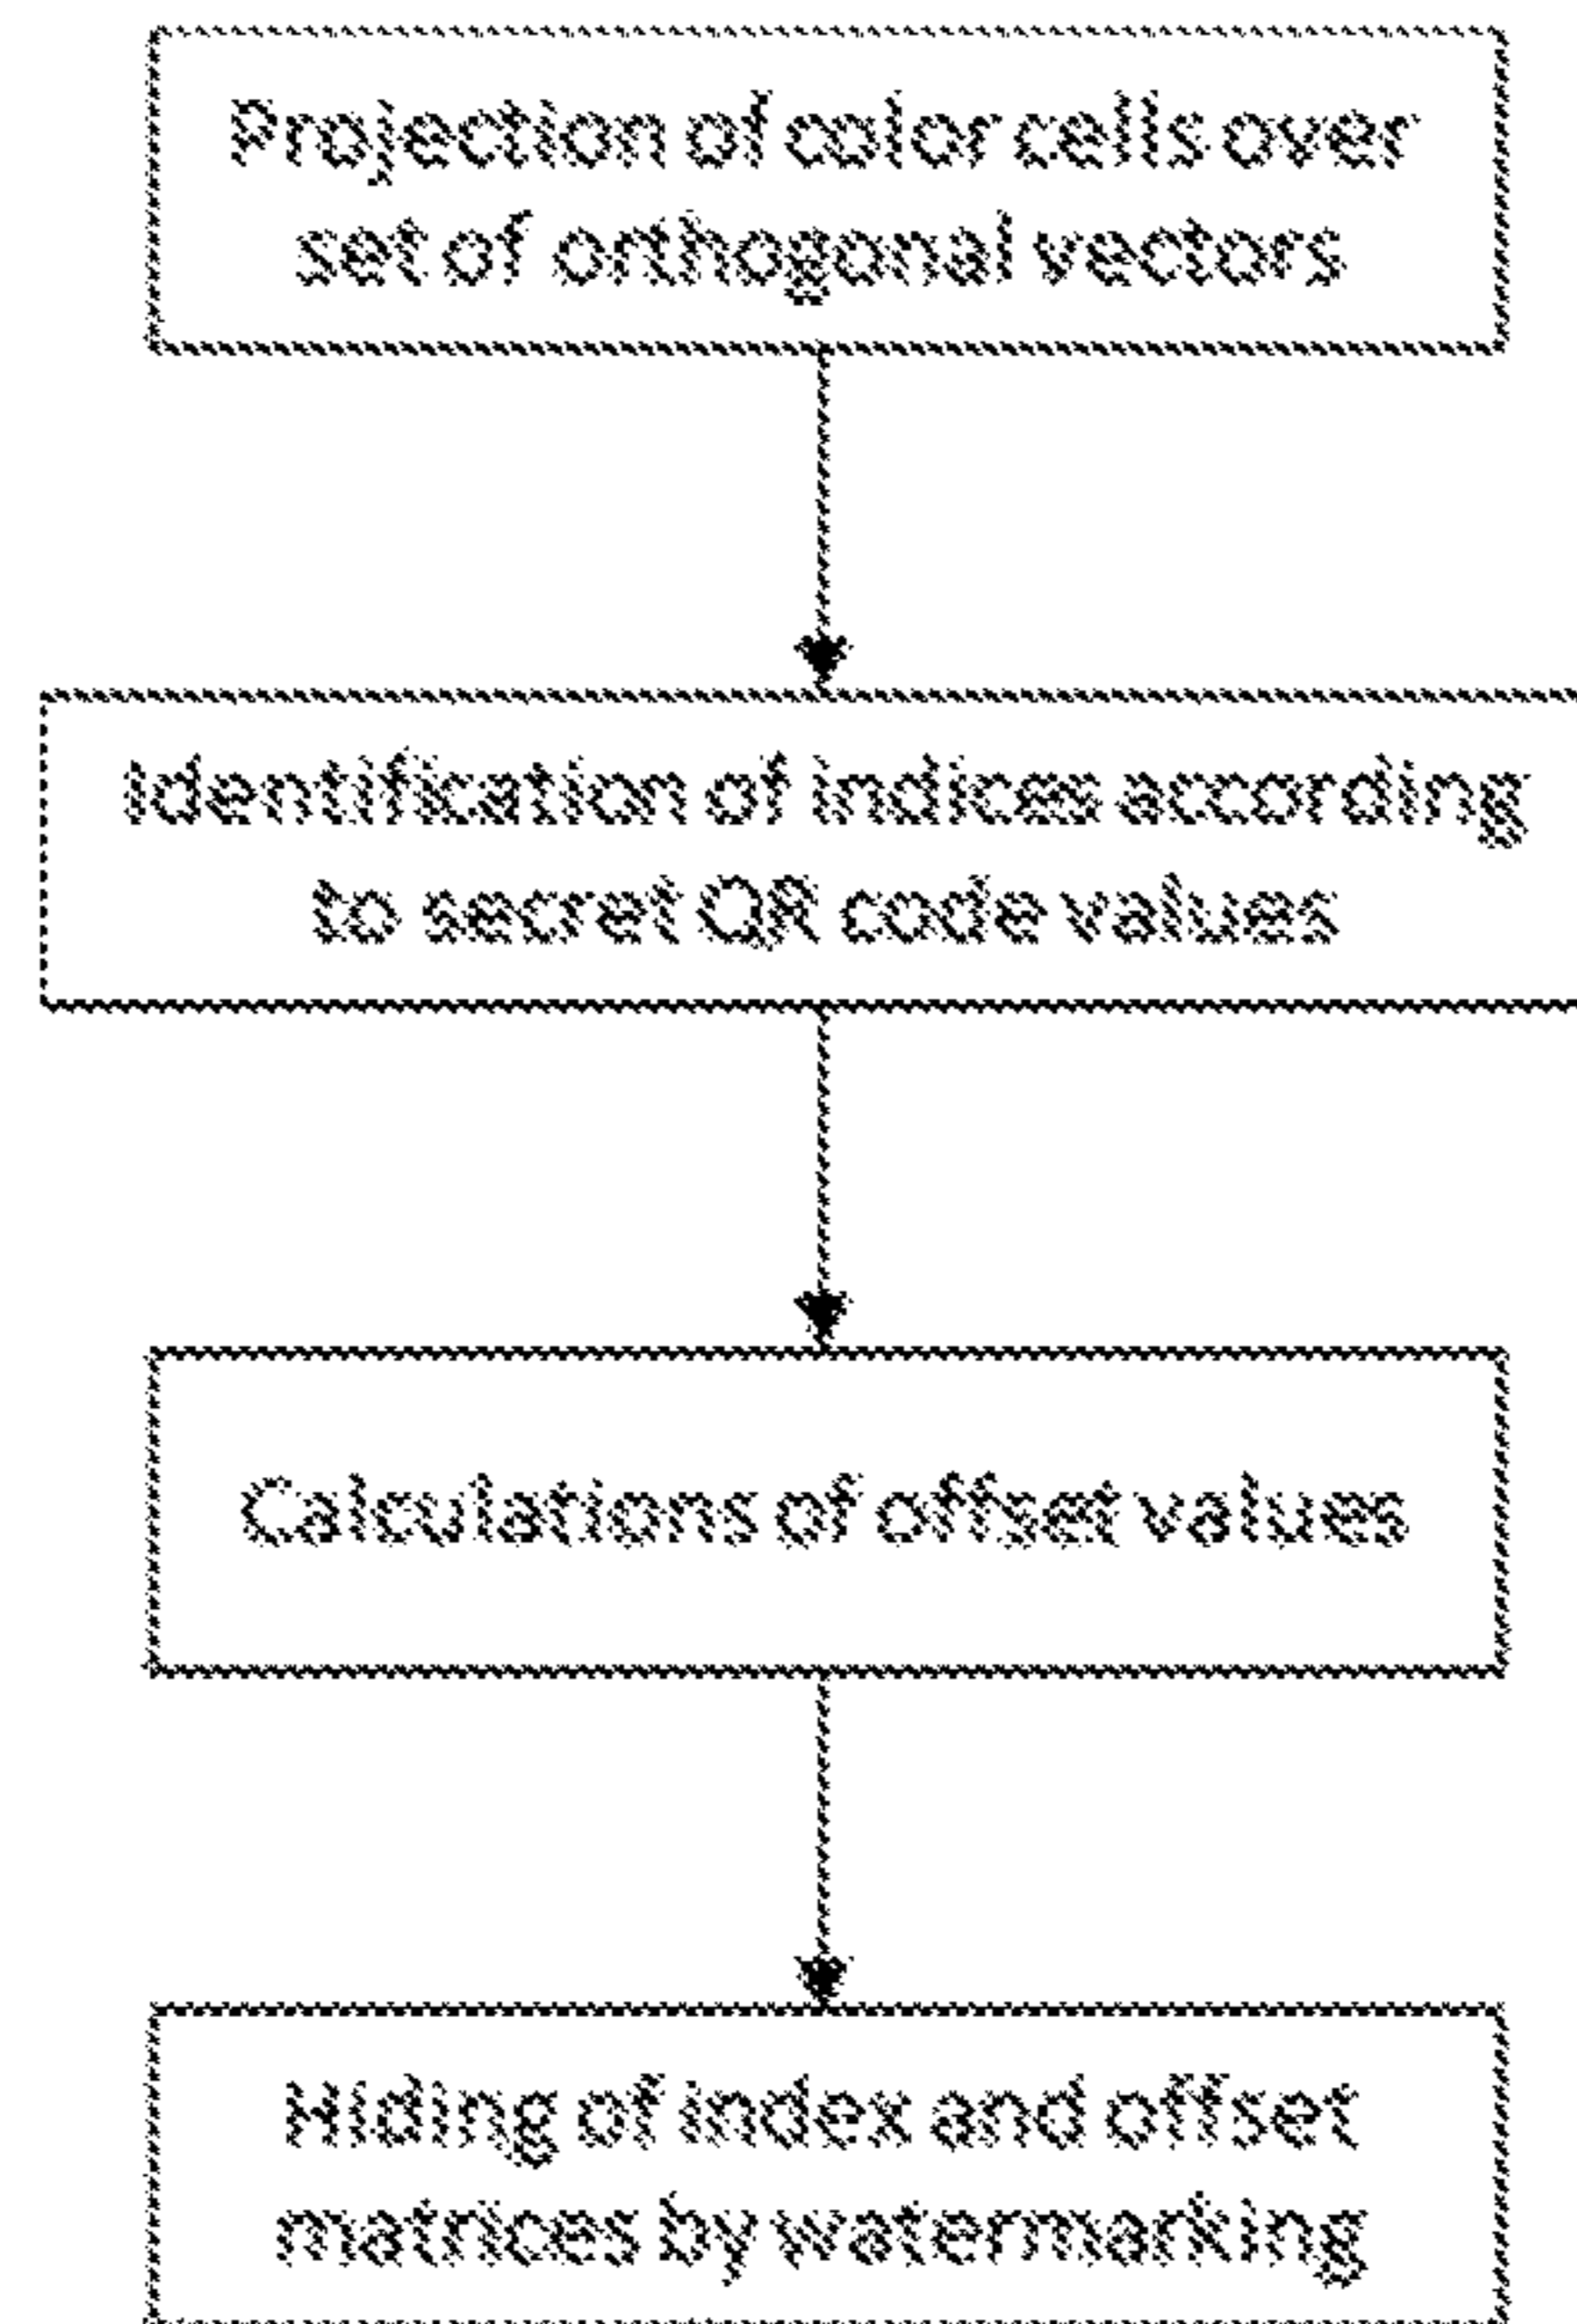 Projection of color cells over
set of orthogonal vectors
Identification of indices according
to secret QR code values
Calculations of offset values
Hiding of index and offset
matrices by watermarking